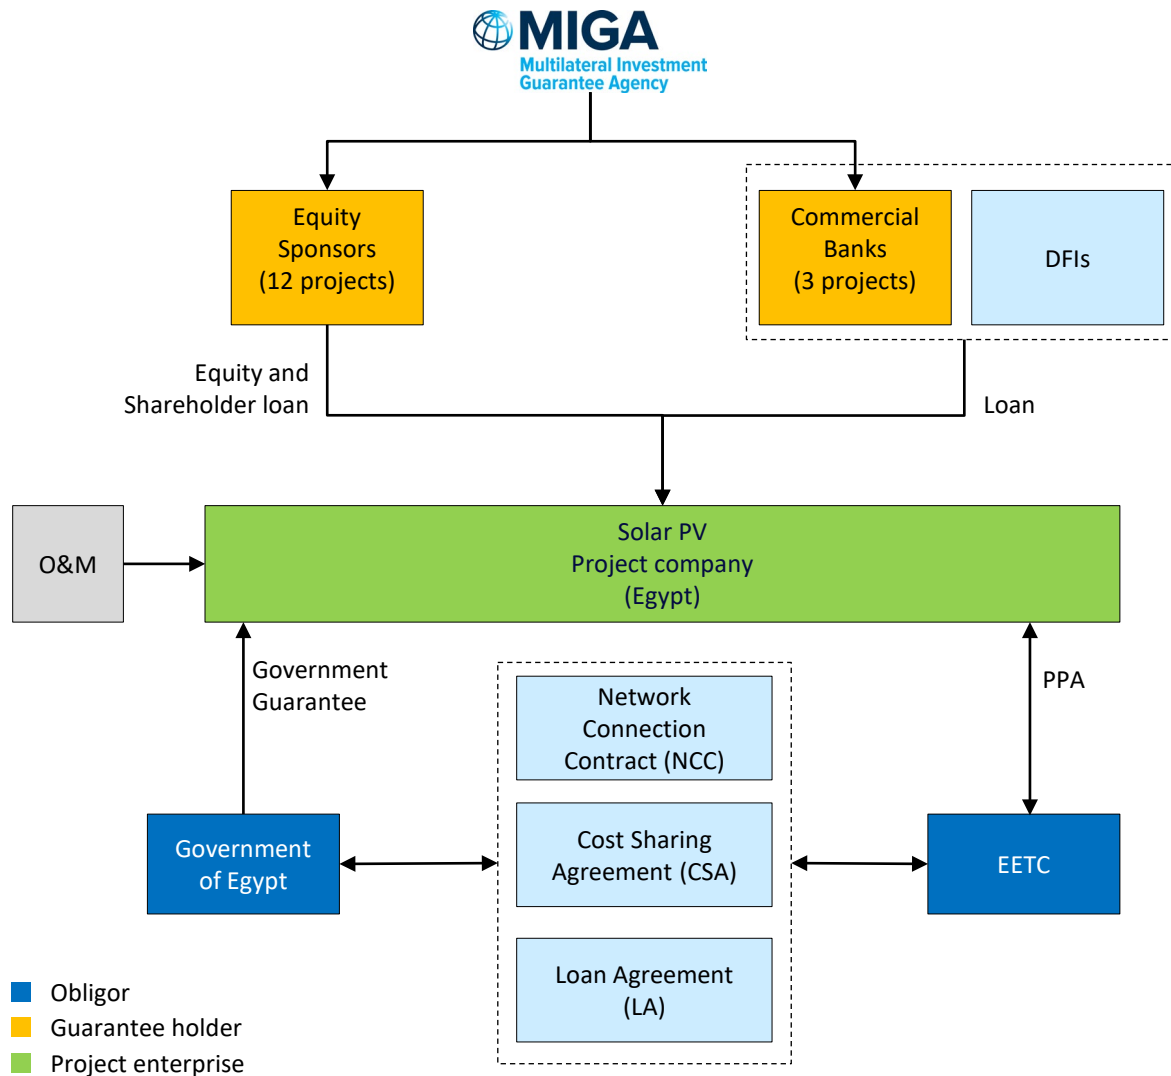 MIGA
Multilateral Investment
Guarantee Agency
Equity
Sponsors
(12 projects)
Commercial
Banks
(3 projects)
DFIs
Equity and
Shareholder loan
Loan
O&M
Solar PV
Project company
(Egypt)
Government
Guarantee
PPA
Network
Connection
Contract (NCC)
Cost Sharing
Agreement (CSA)
Loan Agreement
(LA)
Government
of Egypt
EETC
Obligor
Guarantee holder
Project enterprise